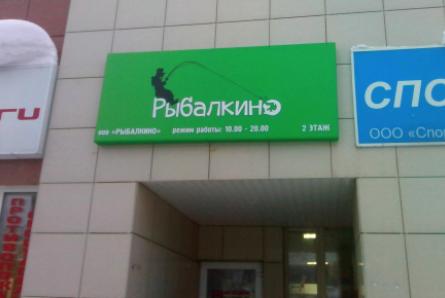 Рыбалкино
ООО «РЫБАЛКИНО» РЕЖИМ РАБОТЫ: 10.00 - 20.00 2 ЭТАЖ
ru
СПО
ООО «Спо